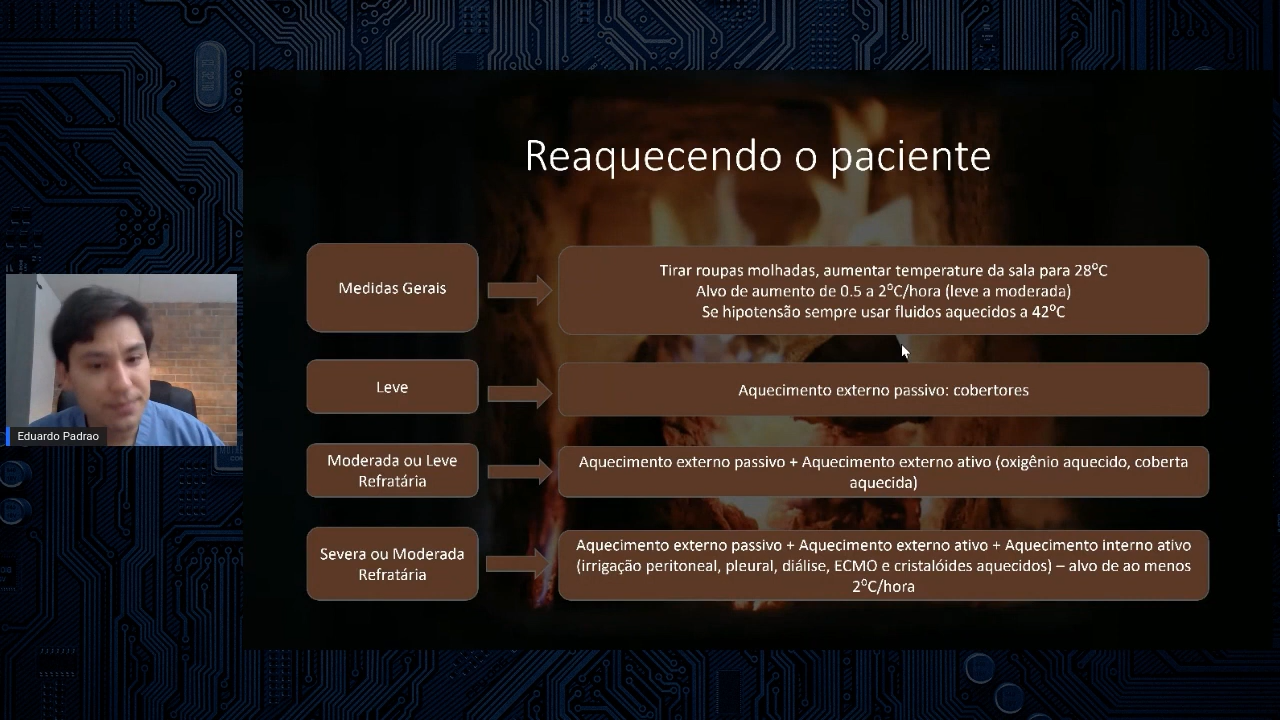 Reaquecendo o paciente
Medidas Gerais
Tirar roupas molhadas, aumentar temperature da sala para 28ºC
Alvo de aumento de 0.5 a 2ºC/hora (leve a moderada)
Se hipotensão sempre usar fluidos aquecidos a 42ºC
Leve
Aquecimento externo passivo: cobertores
Moderada ou Leve
Refratária
Aquecimento externo passivo + Aquecimento externo ativo (oxigênio aquecido, coberta
aquecida)
Severa ou Moderada
Refratária
Aquecimento externo passivo + Aquecimento externo ativo + Aquecimento interno ativo
(irrigação peritoneal, pleural, diálise, ECMO e cristalóides aquecidos) – alvo de ao menos
2ºC/hora
Eduardo Padrao